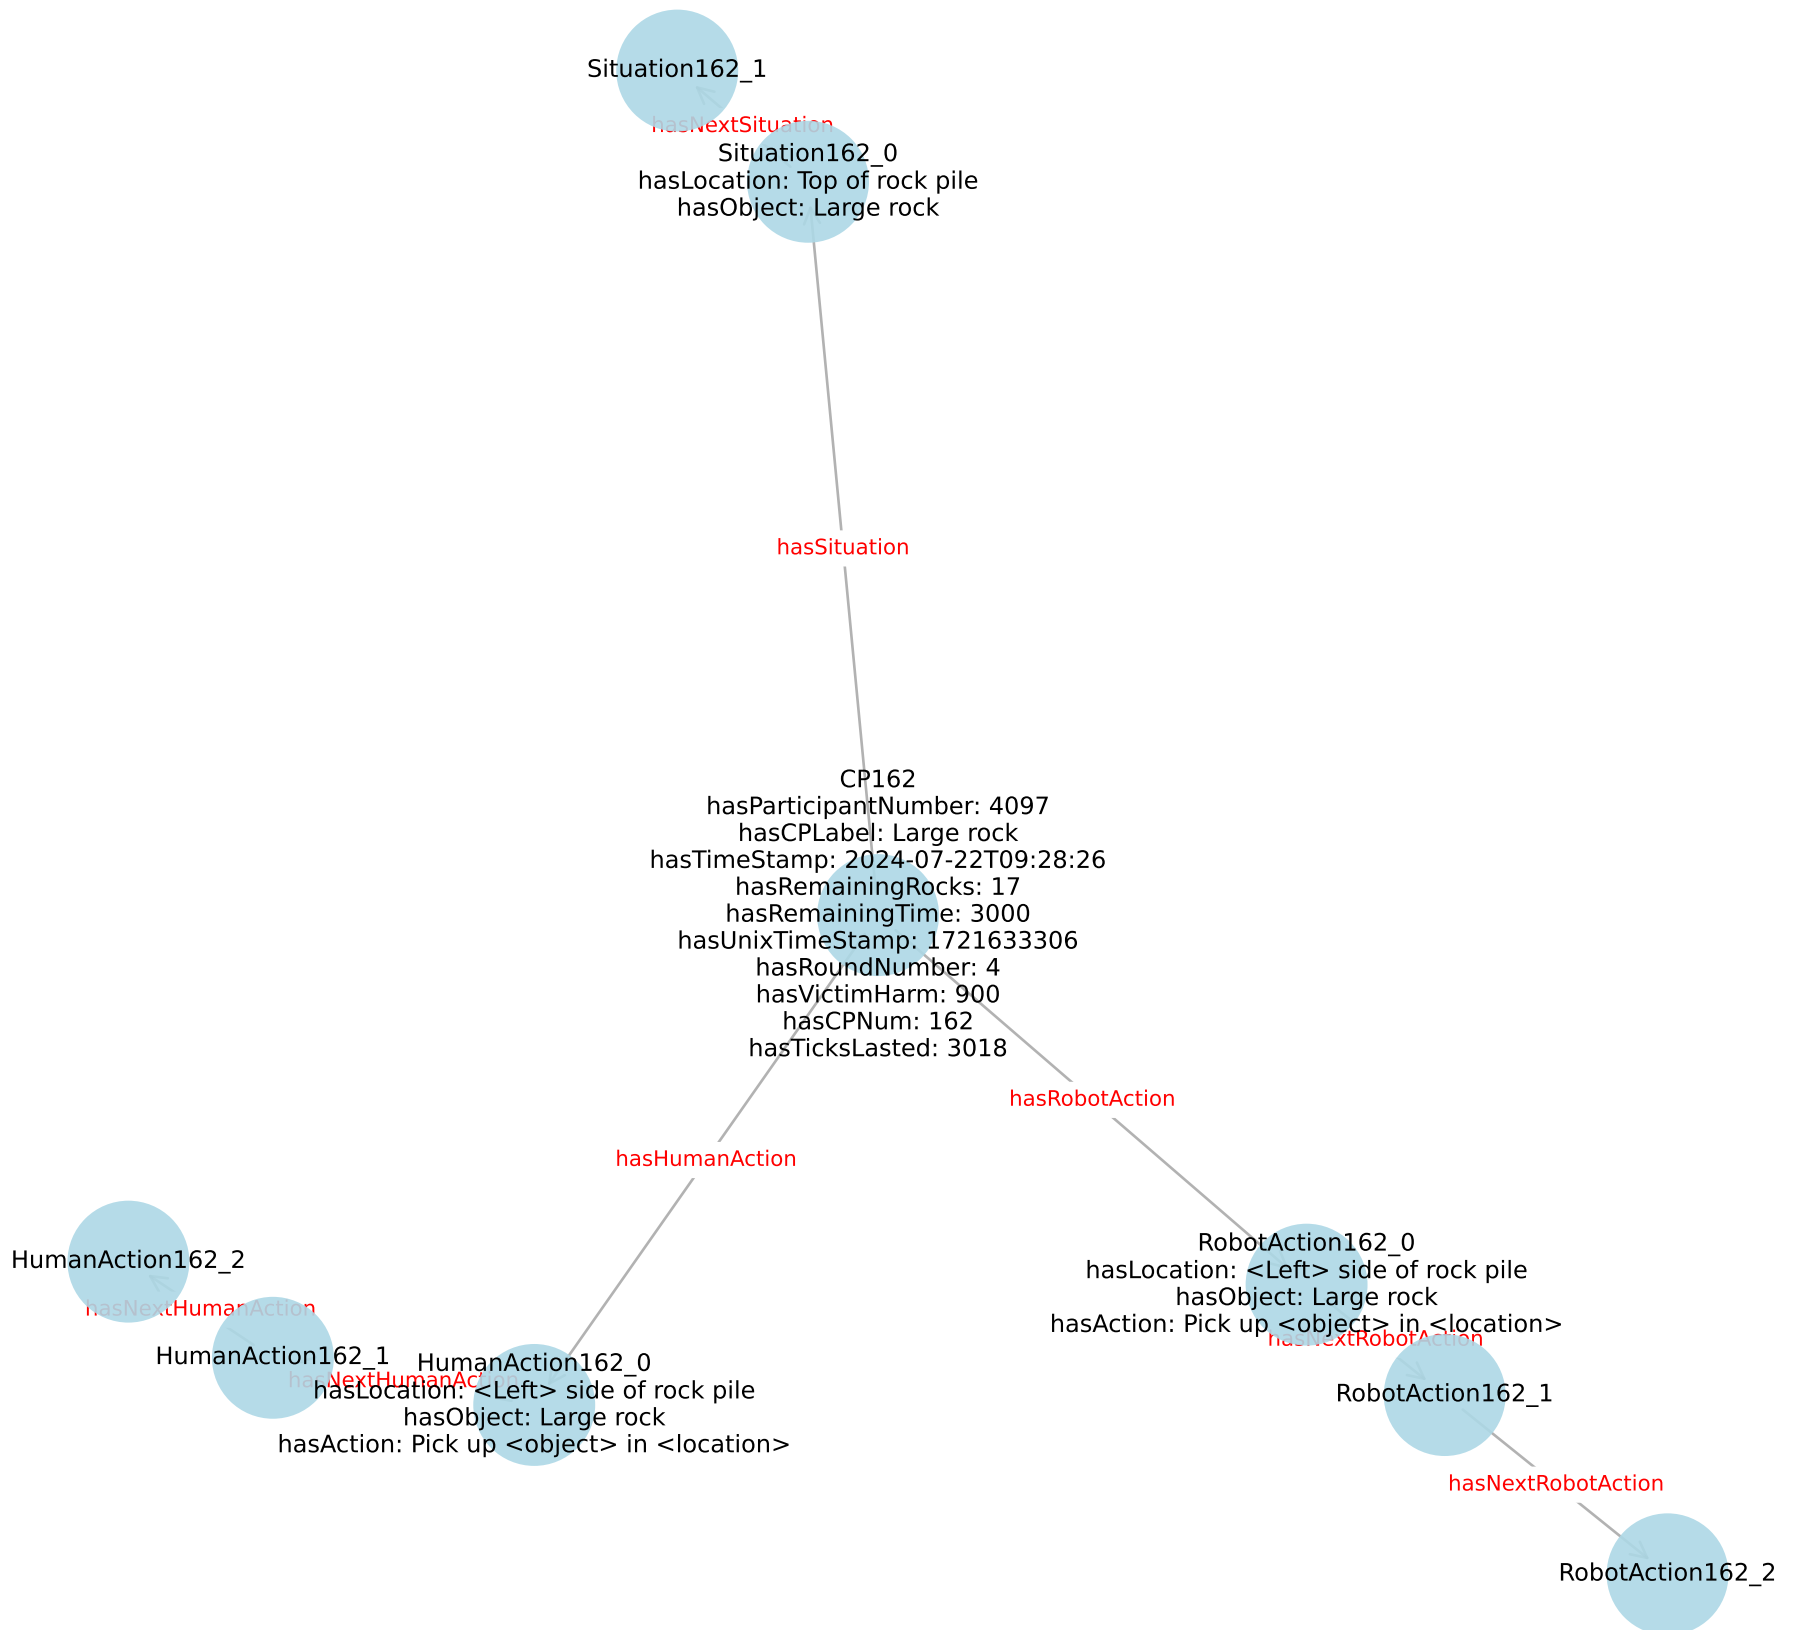 Situation162_1
hasNextSituation
Situation162_0
hasLocation: Top of rock pile
hasObject: Large rock
hasSituation
CP162
hasParticipantNumber: 4097
hasCPLabel: Large rock
hasTimeStamp: 2024-07-22T09:28:26
hasRemainingRocks: 17
hasRemainingTime: 3000
hasUnixTimeStamp: 1721633306
hasRoundNumber: 4
hasVictimHarm: 900
hasCPNum: 162
hasTicksLasted: 3018
hasRobotAction
hasHumanAction
RobotAction162_0
hasLocation: <Left> side of rock pile
hasObject: Large rock
hasAction: Pick up <object> in <location>
hasNextRobotAction
RobotAction162_1
hasNextRobotAction
RobotAction162_2
HumanAction162_2
hasNextHumanAction
HumanAction162_1
hasNextHumanAction
HumanAction162_0
hasLocation: <Left> side of rock pile
hasObject: Large rock
hasAction: Pick up <object> in <location>